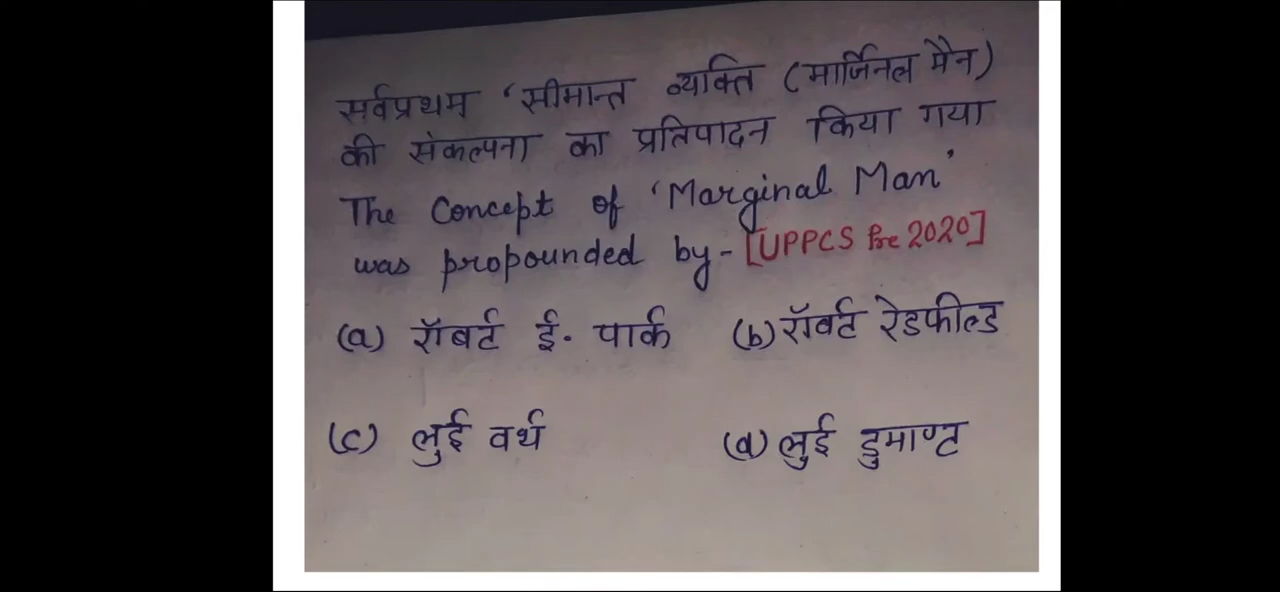 सर्वप्रथम 'सीमान्त व्यक्ति (मार्जिनल मैन)
की संकल्पना का प्रतिपादन किया गया
The Concept of 'Marginal Man'
was propounded by - [UPPCS Pre 2020]
(a) रॉबर्ट ई. पार्क (b) रॉबर्ट रेडफील्ड
(c) लुई वर्थ (d) लुई डुमाण्ट